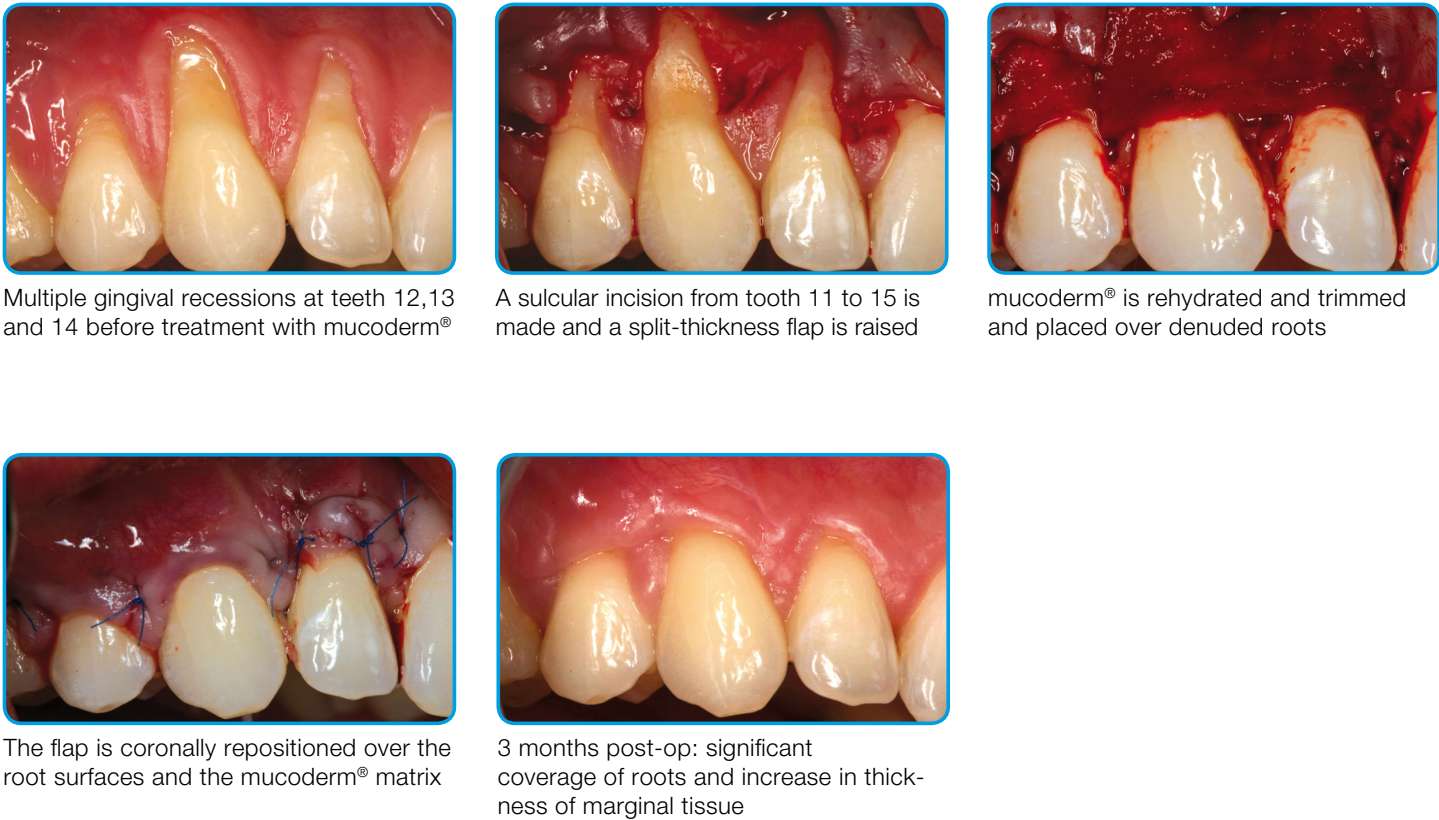 Multiple gingival recessions at teeth 12,13
and 14 before treatment with mucoderm®
A sulcular incision from tooth 11 to 15 is
made and a split-thickness flap is raised
mucoderm® is rehydrated and trimmed
and placed over denuded roots
The flap is coronally repositioned over the
root surfaces and the mucoderm® matrix
3 months post-op: significant
coverage of roots and increase in thick-
ness of marginal tissue